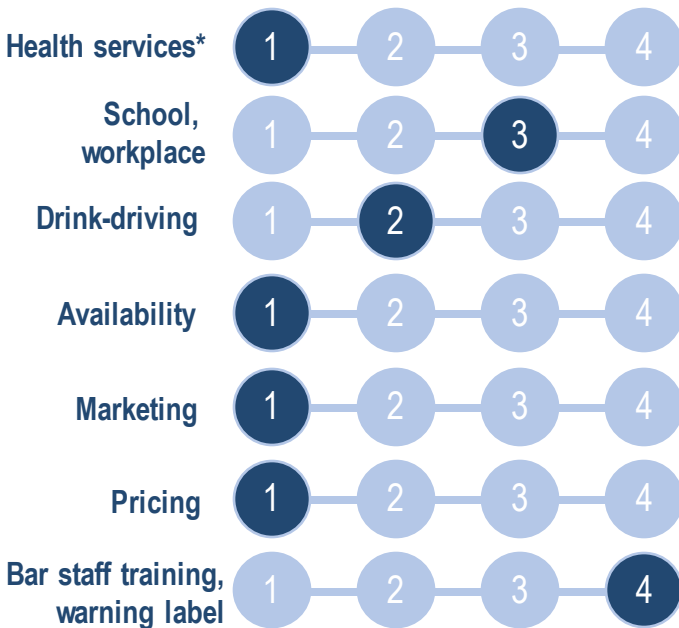 Health services* 1 2 3 4
School,
workplace 1 2 3 4
Drink-driving 1 2 3 4
Availability 1 2 3 4
Marketing 1 2 3 4
Pricing 1 2 3 4
Bar staff training,
warning label 1 2 3 4